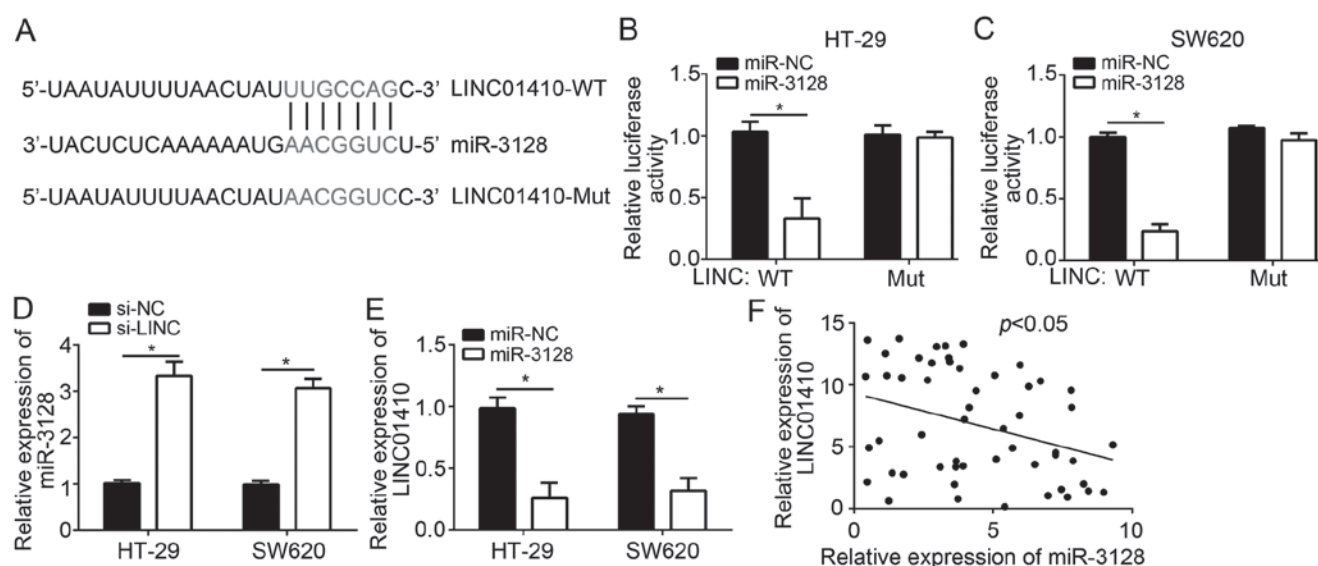 A
5’-UAAUAUUUUAACUAUUUGCCAGC-3’ LINC01410-WT
3’-UACUCUCAAAAAAUGAACGGUCU-5’ miR-3128
5’-UAAUAUUUUAACUAUAACGGUCC-3’ LINC01410-Mut
B
HT-29
miR-NC
miR-3128
Relative luciferase
activity
1.5
1.0
0.5
0.0
*
LINC: WT Mut
C
SW620
miR-NC
miR-3128
Relative luciferase
activity
1.5
1.0
0.5
0.0
*
LINC: WT Mut
D
si-NC
si-LINC
Relative expression of
miR-3128
4
3
2
1
0
* *
HT-29 SW620
E
miR-NC
miR-3128
Relative expression of
LINC01410
1.5
1.0
0.5
0.0
* *
HT-29 SW620
F
p<0.05
Relative expression of
LINC01410
15
10
5
0
0 5 10
Relative expression of miR-3128